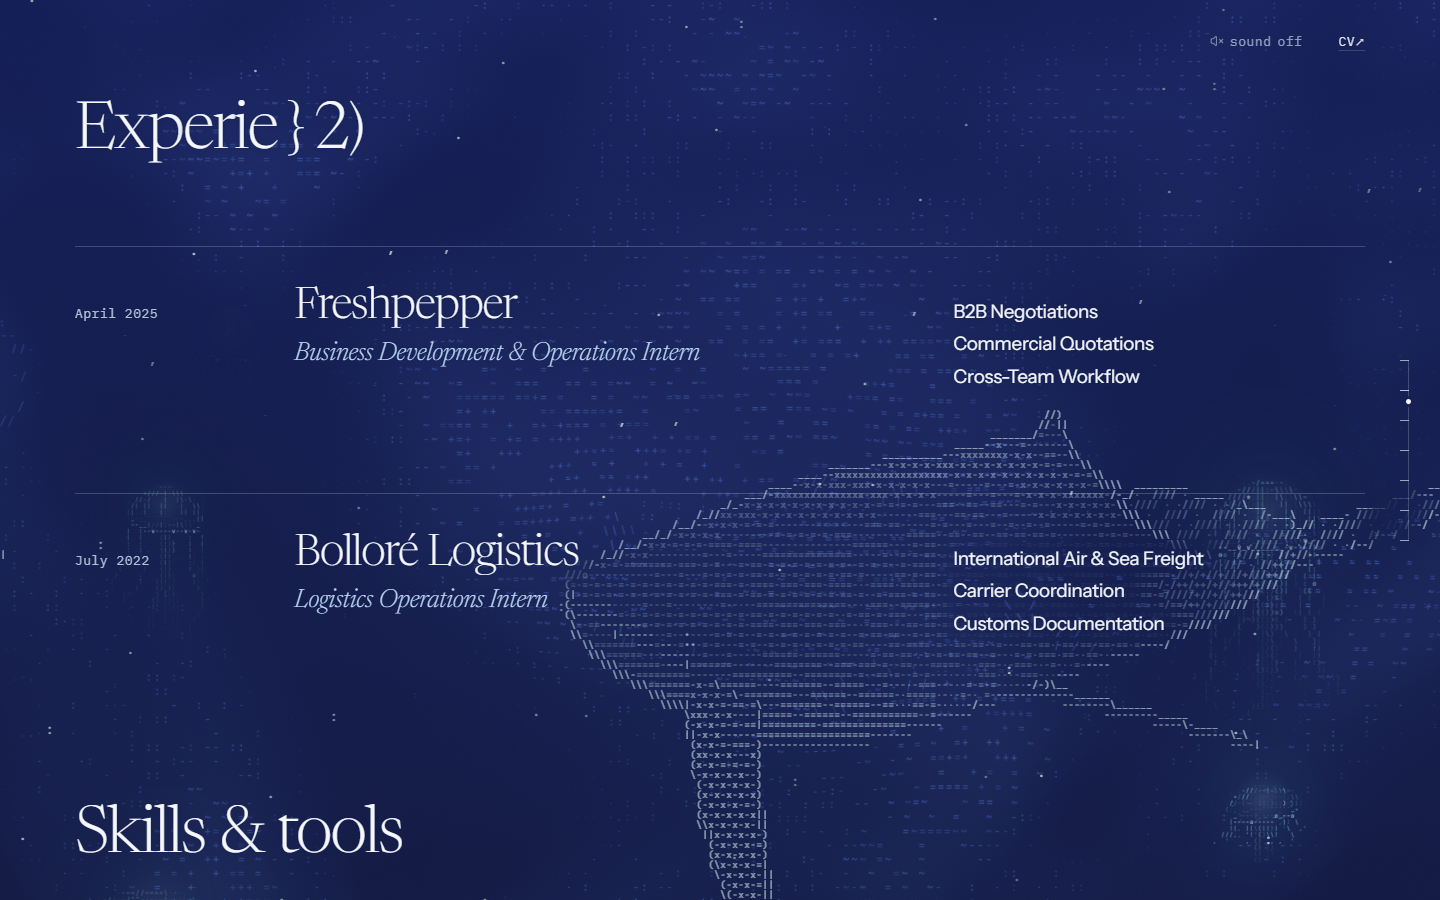 sound off
CV↗
Experie } 2)
April 2025
Freshpepper
Business Development & Operations Intern
B2B Negotiations
Commercial Quotations
Cross-Team Workflow
July 2022
Bolloré Logistics
Logistics Operations Intern
International Air & Sea Freight
Carrier Coordination
Customs Documentation
Skills & tools